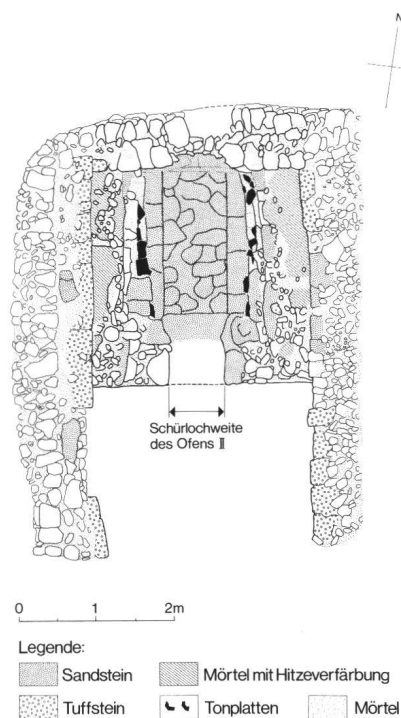 N
Schürlochweite
des Ofens II
0 1 2m
Legende:
Sandstein Mörtel mit Hitzeverfärbung
Tuffstein Tonplatten Mörtel